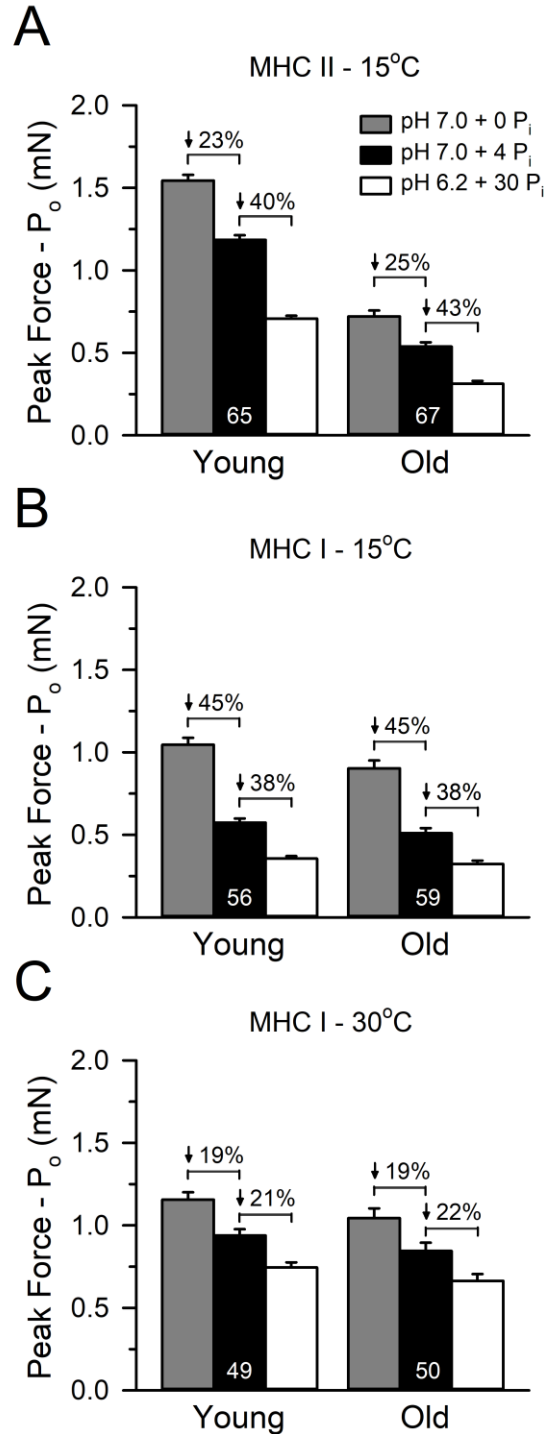 A
MHC II - 15°C
Peak Force - Pₒ (mN)
2.0
1.5
1.0
0.5
0.0
pH 7.0 + 0 Pᵢ
pH 7.0 + 4 Pᵢ
pH 6.2 + 30 Pᵢ
↓ 23%
↓ 40%
↓ 25%
↓ 43%
65
67
Young
Old
B
MHC I - 15°C
Peak Force - Pₒ (mN)
2.0
1.5
1.0
0.5
0.0
↓ 45%
↓ 38%
↓ 45%
↓ 38%
56
59
Young
Old
C
MHC I - 30°C
Peak Force - Pₒ (mN)
2.0
1.5
1.0
0.5
0.0
↓ 19%
↓ 21%
↓ 19%
↓ 22%
49
50
Young
Old